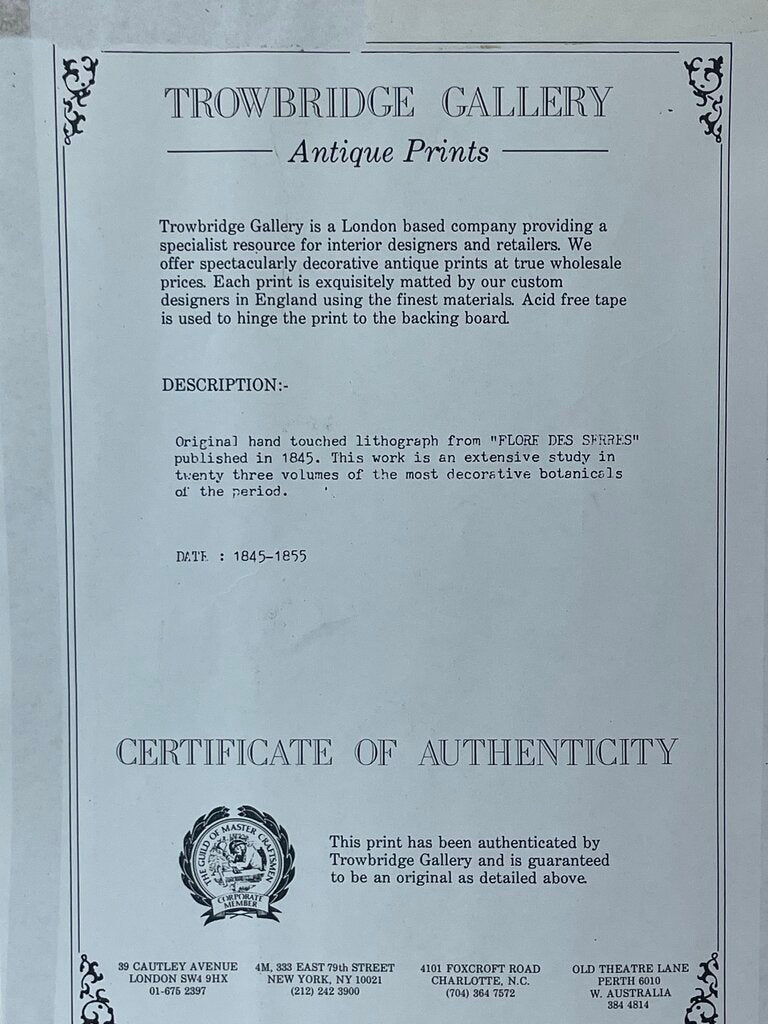 TROWBRIDGE GALLERY
Antique Prints
Trowbridge Gallery is a London based company providing a
specialist resource for interior designers and retailers. We
offer spectacularly decorative antique prints at true wholesale
prices. Each print is exquisitely matted by our custom
designers in England using the finest materials. Acid free tape
is used to hinge the print to the backing board.
DESCRIPTION:-
Original hand touched lithograph from "FLORE DES SERRES"
published in 1845. This work is an extensive study in
twenty three volumes of the most decorative botanicals
of the period.
DATE : 1845-1855
CERTIFICATE OF AUTHENTICITY
THE GUILD OF MASTER CRAFTSMEN
CORPORATE
MEMBER
This print has been authenticated by
Trowbridge Gallery and is guaranteed
to be an original as detailed above.
39 CAUTLEY AVENUE
LONDON SW4 9HX
01-675 2397
4M, 333 EAST 79th STREET
NEW YORK, NY 10021
(212) 242 3900
4101 FOXCROFT ROAD
CHARLOTTE, N.C.
(704) 364 7572
OLD THEATRE LANE
PERTH 6010
W. AUSTRALIA
384 4814